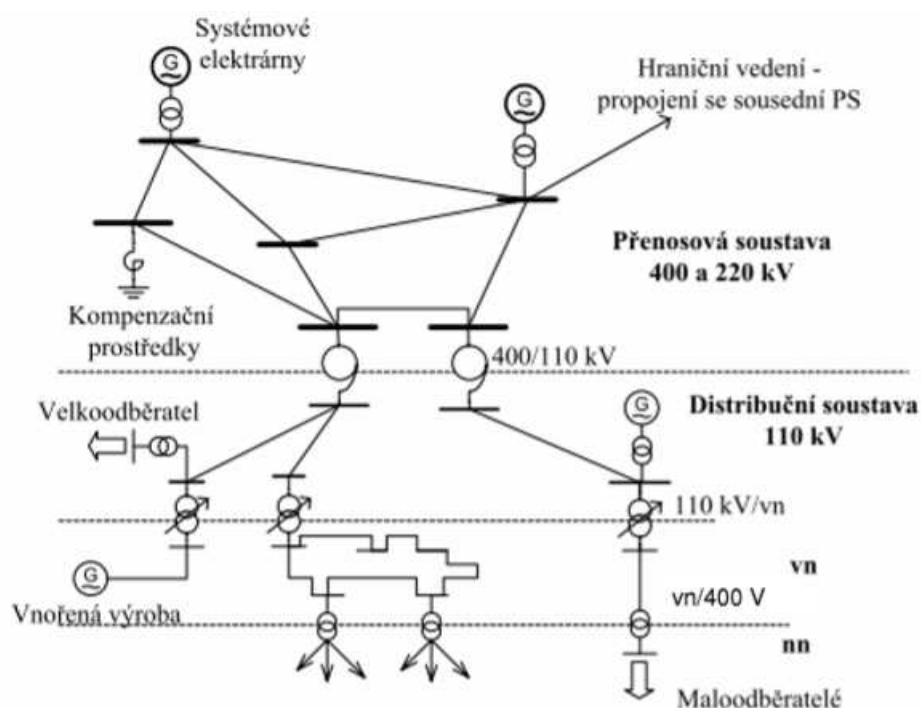 Systémové
elektrárny
G
G
Hraniční vedení -
propojení se sousední PS
Přenosová soustava
400 a 220 kV
Kompenzační
prostředky
400/110 kV
Velkoodběratel
G
Distribuční soustava
110 kV
110 kV/vn
G
Vnořená výroba
vn
vn/400 V
nn
Maloodběratelé